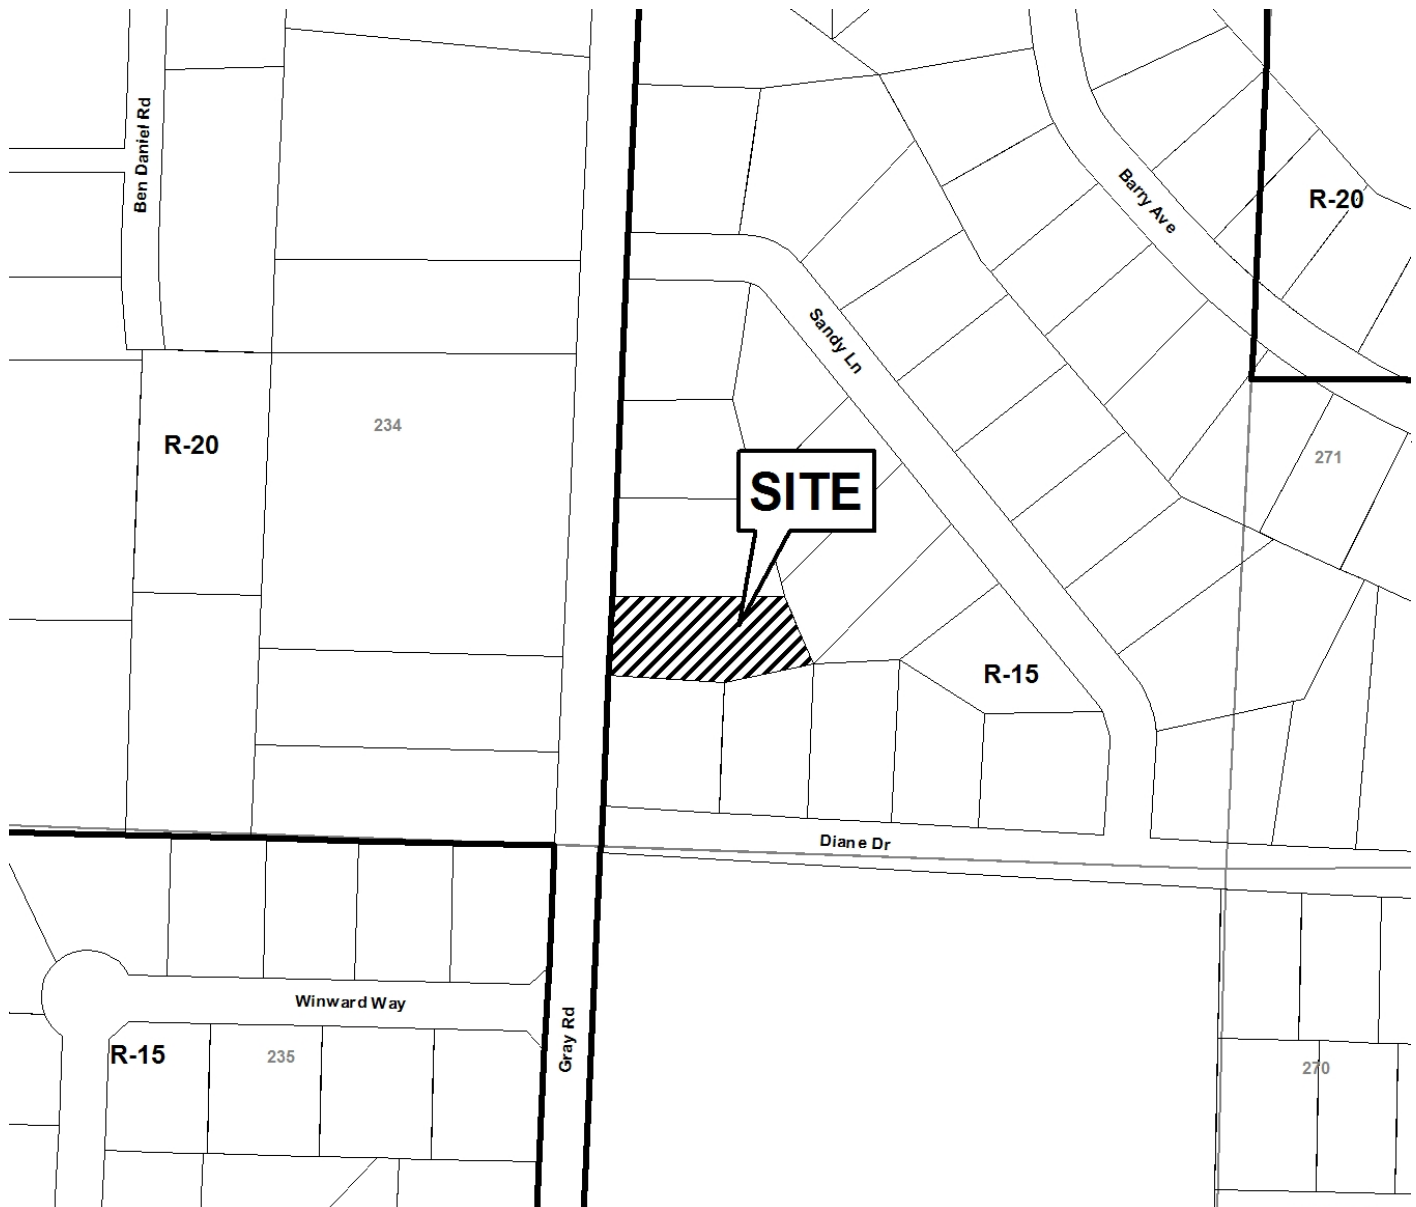 Ben Daniel Rd
Barry Ave
R-20
Sandy Ln
234
R-20
271
SITE
R-15
Diane Dr
Winward Way
Gray Rd
R-15
235
270